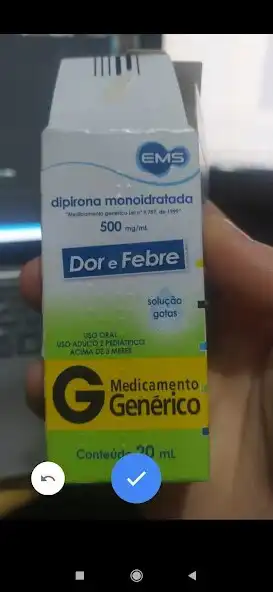 EMS
dipirona monoidratada
"Medicamento genérico Lei nº 9.787, de 1999"
500 mg/mL
Dor e Febre
solução
gotas
USO ORAL
USO ADULTO E PEDIÁTRICO
ACIMA DE 3 MESES
G Medicamento
Genérico
Conteúdo 20 mL